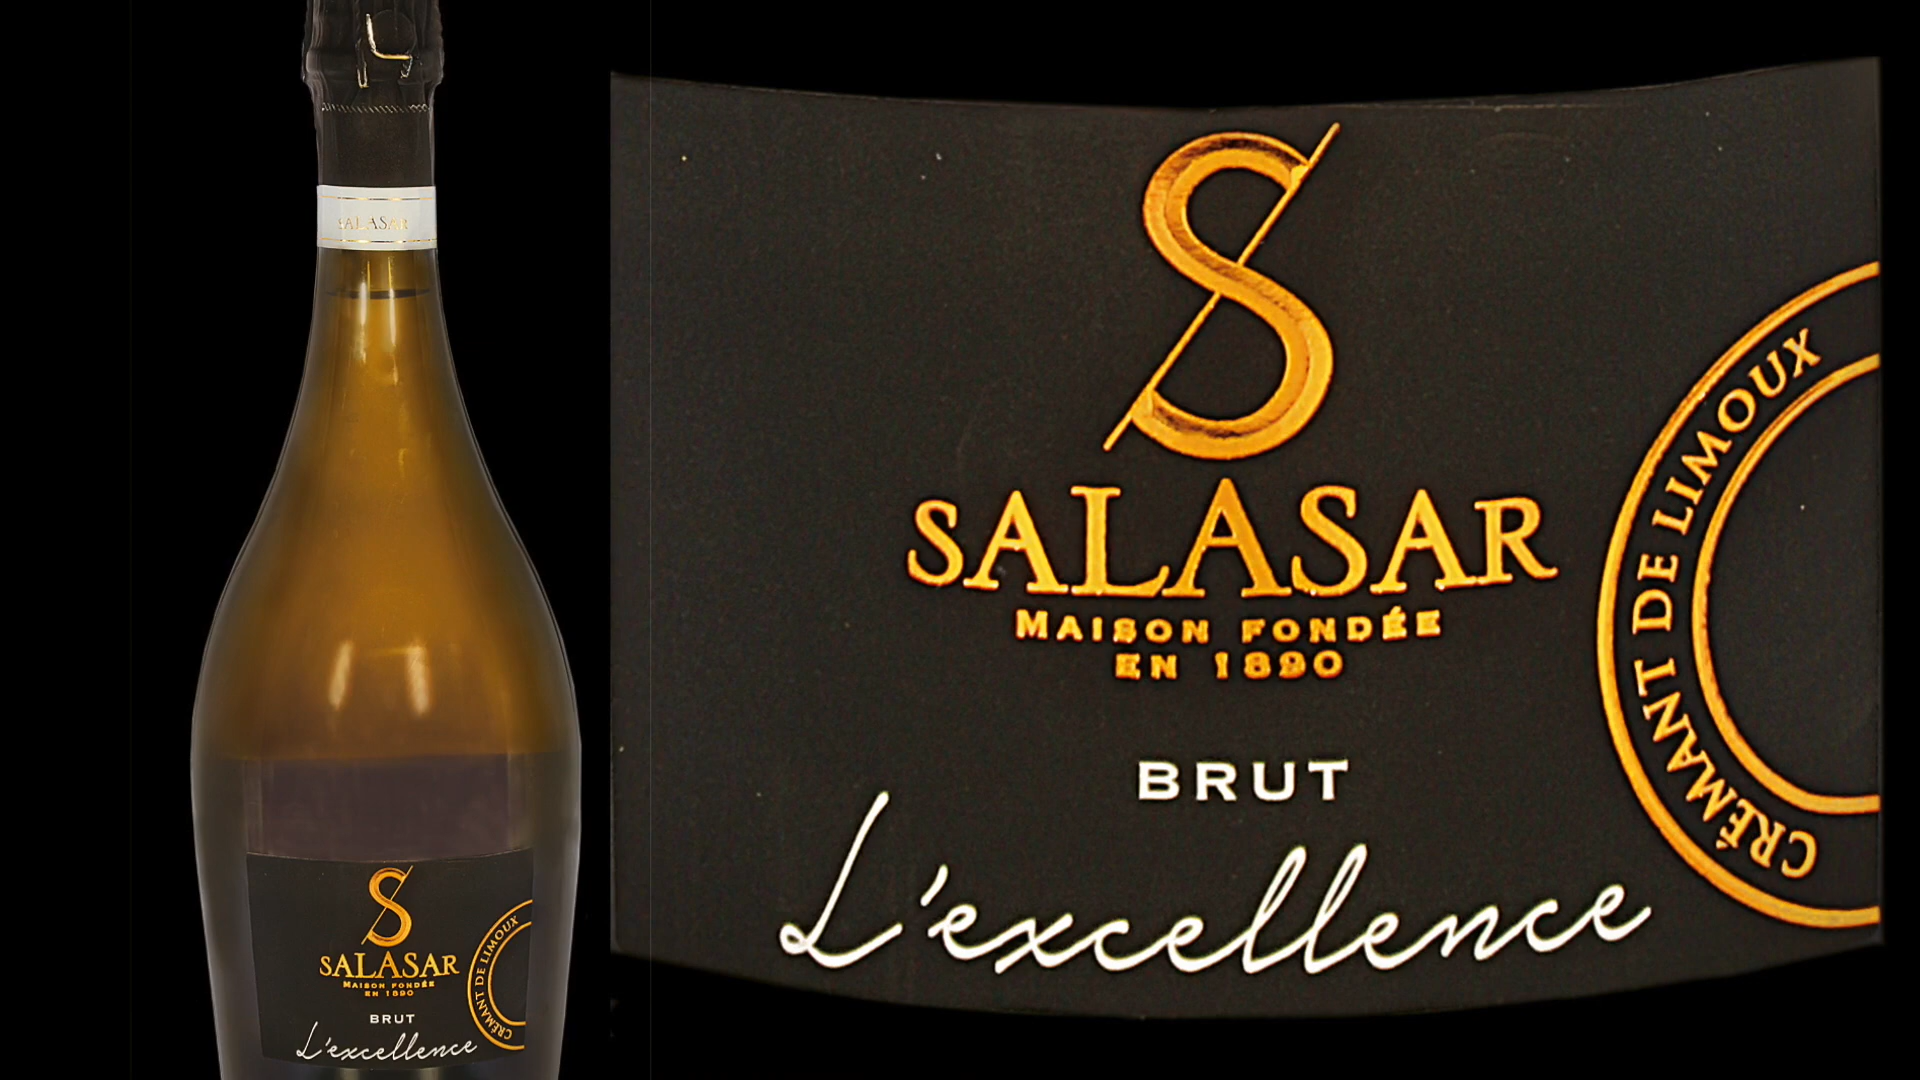 SALASAR
S
SALASAR
MAISON FONDÉE
EN 1890
BRUT
L'excellence
CRÉMANT DE LIMOUX
S
SALASAR
MAISON FONDÉE
EN 1890
BRUT
L'excellence
CRÉMANT DE LIMOUX